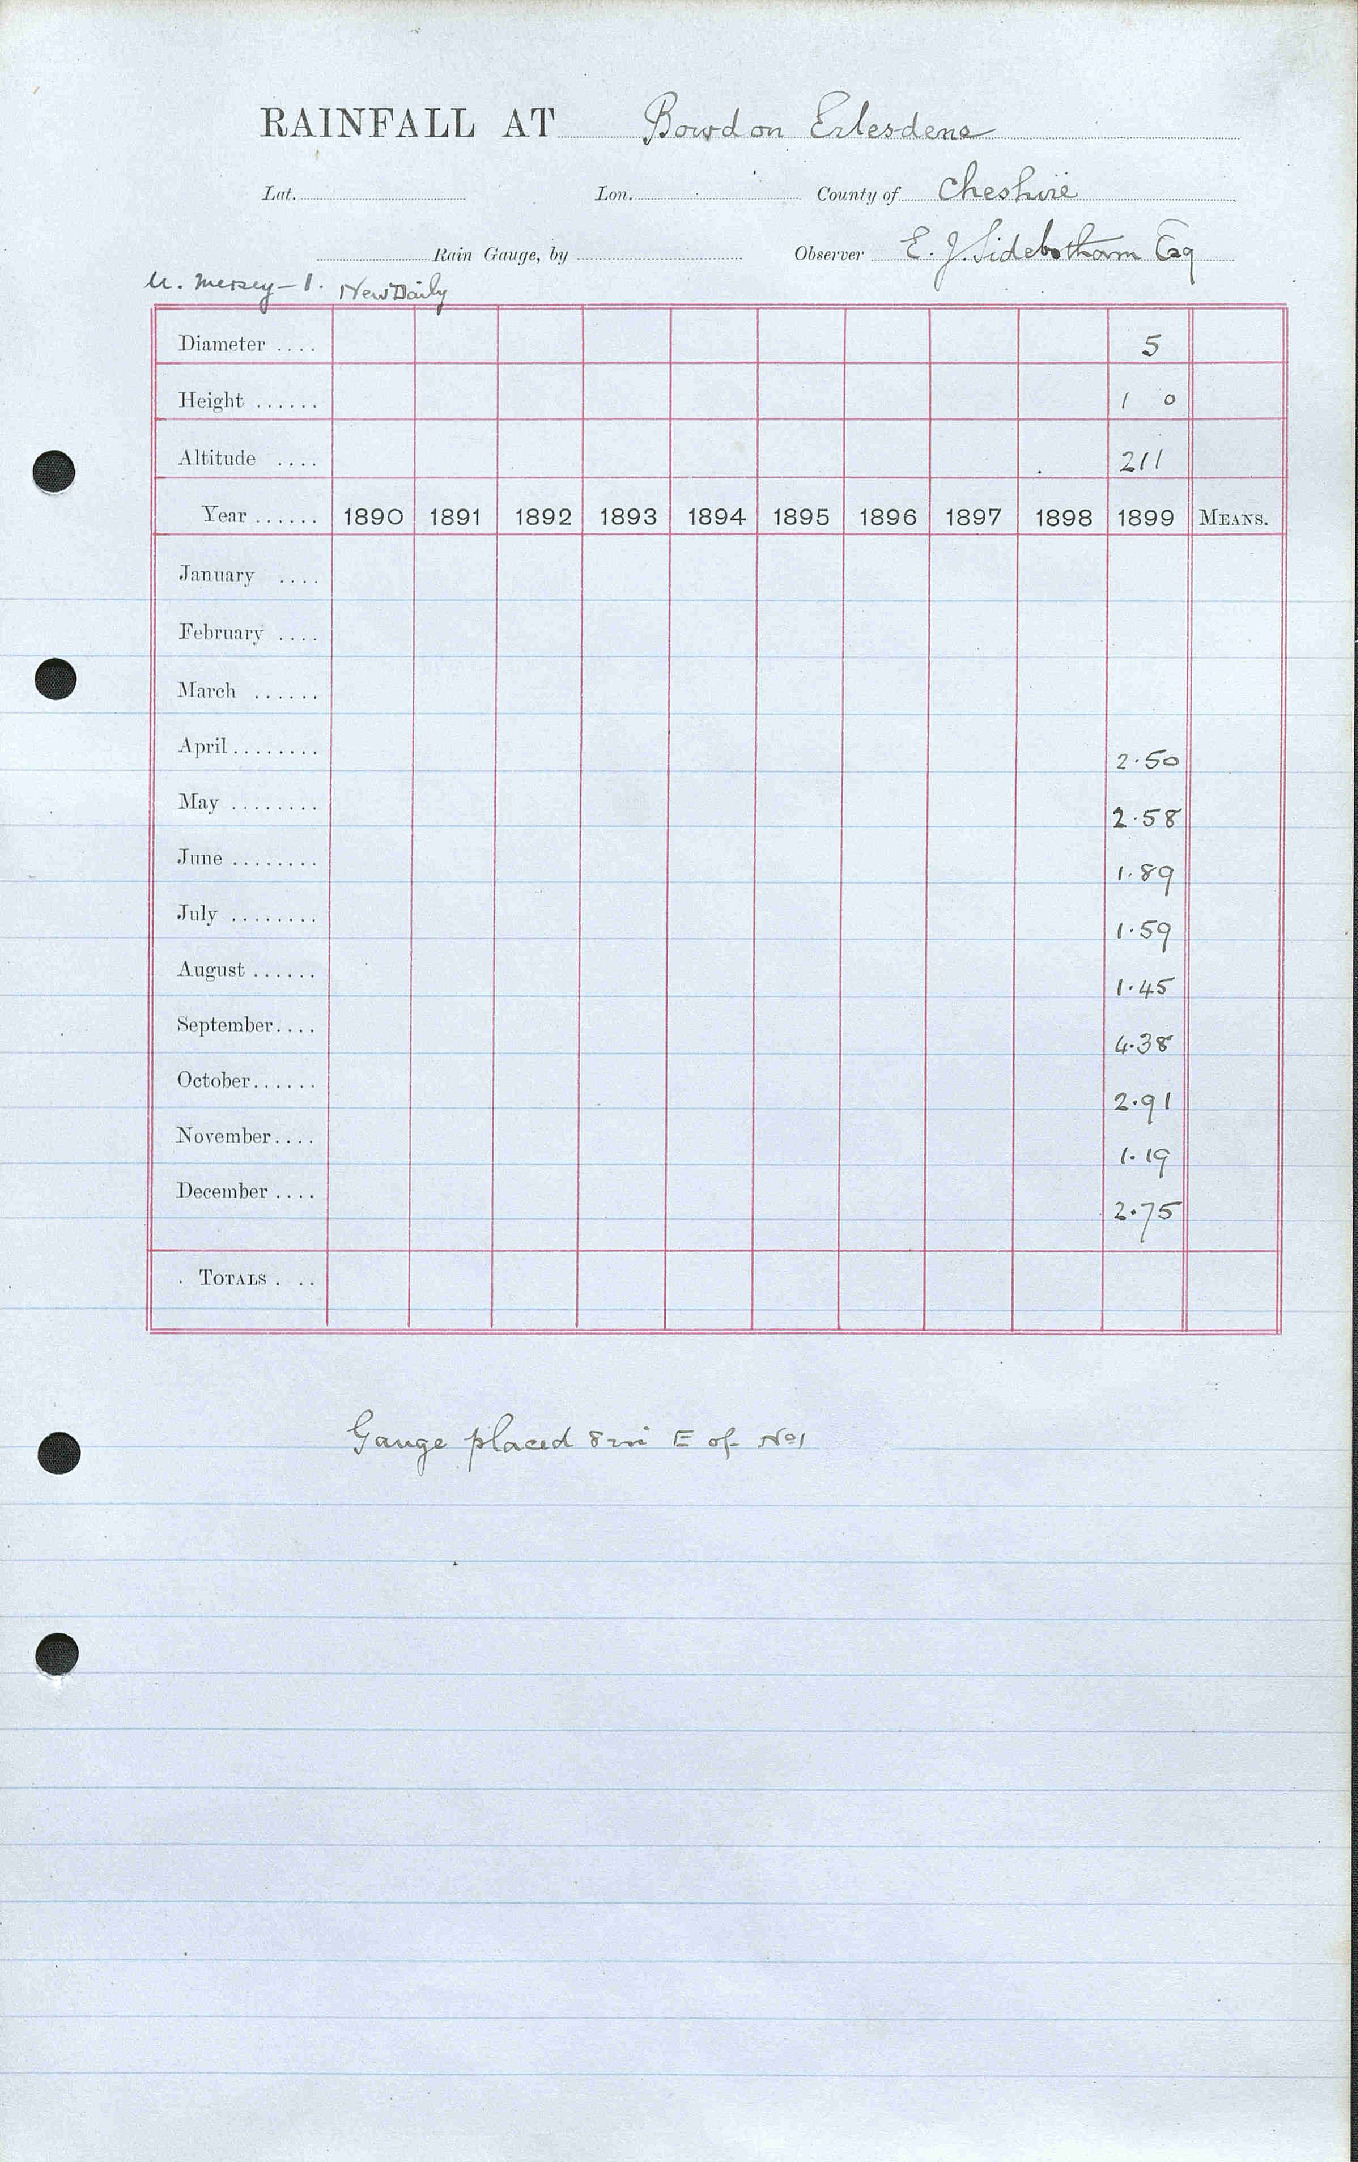 RAINFALL AT Bowdon Erlesdene
Lat. Lon. County of Cheshire
Rain Gauge, by Observer E. J. Sidebotham Esq
U. Mersey - 1. New Daily
Diameter .... 5
Height ...... 1 0
Altitude .... 211
Year ...... 1890 1891 1892 1893 1894 1895 1896 1897 1898 1899 MEANS.
January ....
February ....
March ......
April ........ 2.50
May ........ 2.58
June ........ 1.89
July ........ 1.59
August ...... 1.45
September.... 4.38
October...... 2.91
November.... 1.19
December .... 2.75
TOTALS . ..
Gauge placed 8 in E of No 1